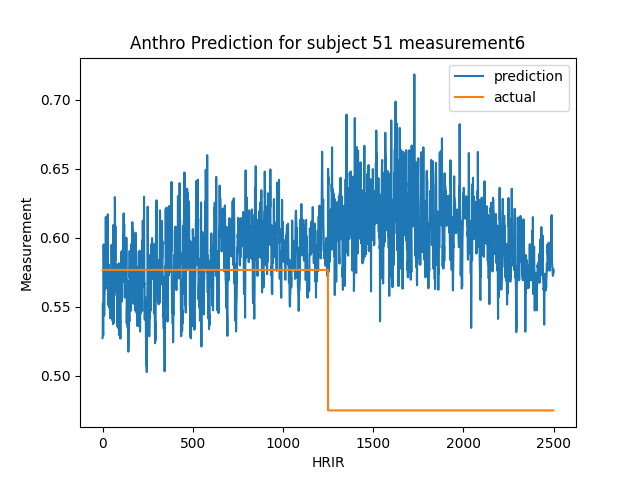 Anthro Prediction for subject 51 measurement6
prediction
actual
Measurement
0.70
0.65
0.60
0.55
0.50
0
500
1000
1500
2000
2500
HRIR